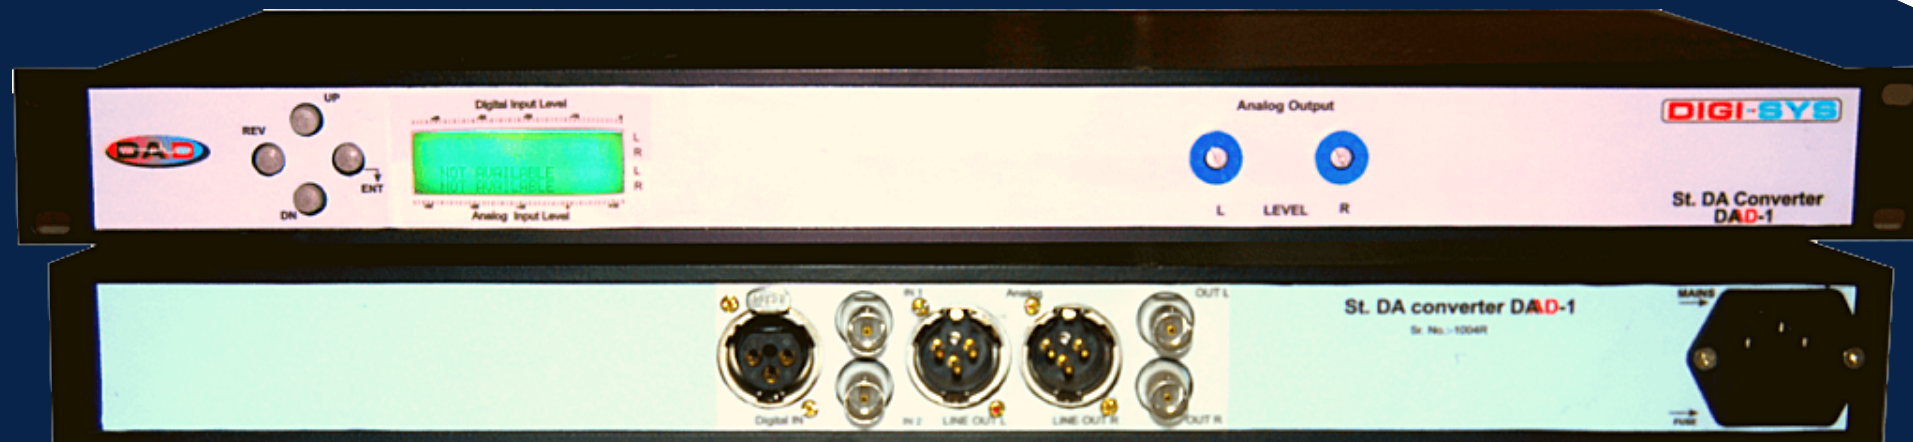 UP
REV
ENT
DN
DAD
Digital Input Level
L
R
NOT AVAILABLE
L
NOT AVAILABLE
R
Analog Input Level
Analog Output
L LEVEL R
DIGI-SYS
St. DA Converter
DAD-1
IN 1
Analog
OUT L
Digital IN
IN 2
LINE OUT L
LINE OUT R
OUT R
St. DA converter DAD-1
Sr. No.:-1004R
MAINS
FUSE